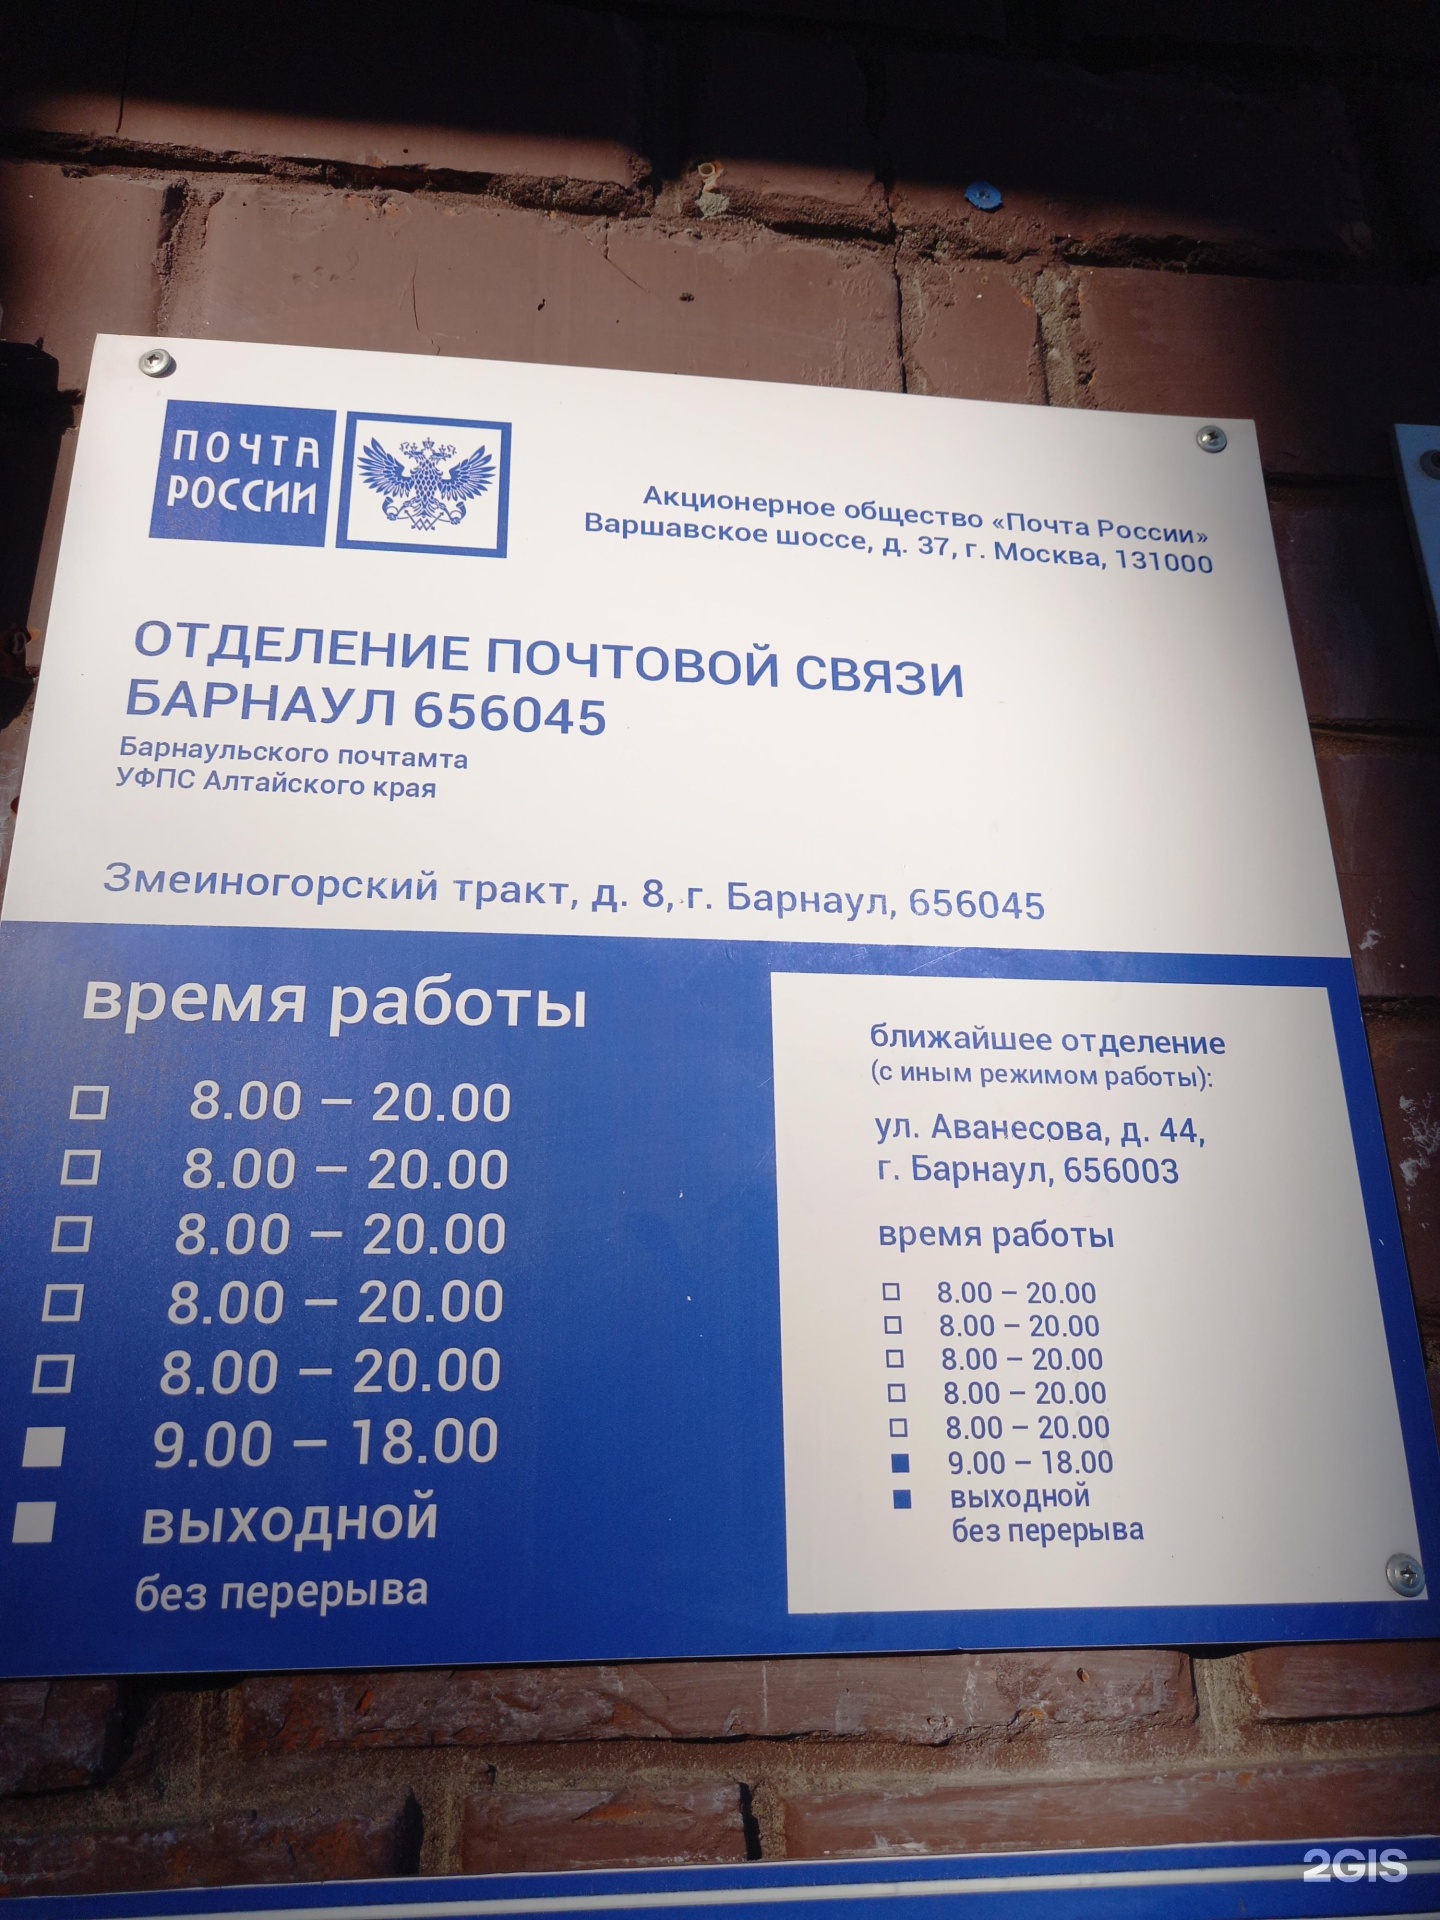 ПОЧТА
РОССИИ
Акционерное общество «Почта России»
Варшавское шоссе, д. 37, г. Москва, 131000
ОТДЕЛЕНИЕ ПОЧТОВОЙ СВЯЗИ
БАРНАУЛ 656045
Барнаульского почтамта
УФПС Алтайского края
Змеиногорский тракт, д. 8, г. Барнаул, 656045
время работы
8.00 – 20.00
8.00 – 20.00
8.00 – 20.00
8.00 – 20.00
8.00 – 20.00
9.00 – 18.00
выходной
без перерыва
ближайшее отделение
(с иным режимом работы):
ул. Аванесова, д. 44,
г. Барнаул, 656003
время работы
8.00 – 20.00
8.00 – 20.00
8.00 – 20.00
8.00 – 20.00
8.00 – 20.00
9.00 – 18.00
выходной
без перерыва
2GIS